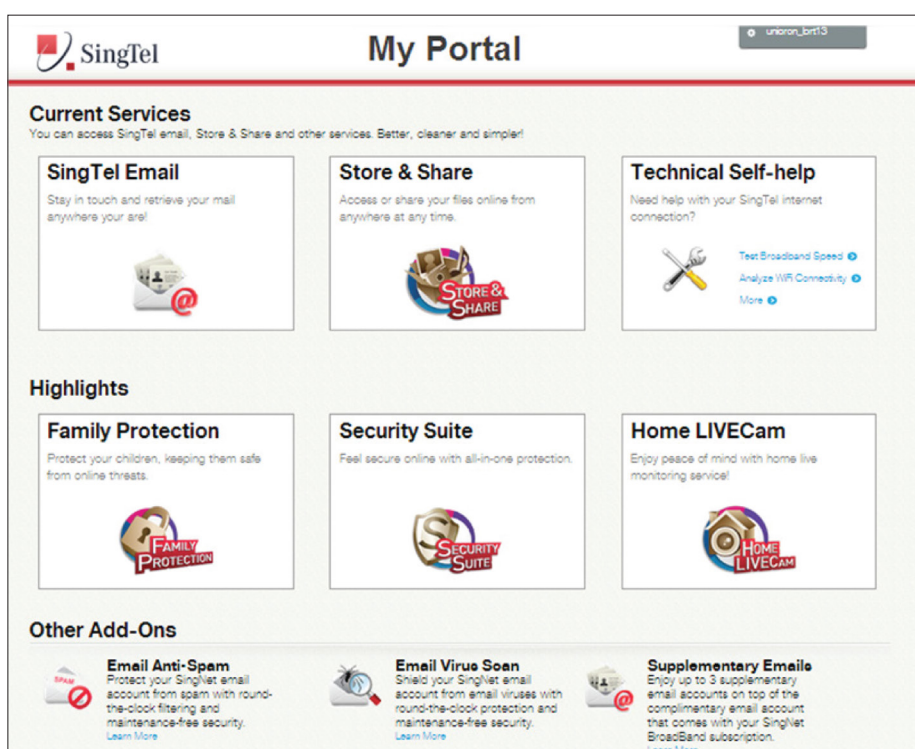 SingTel
My Portal
unicron_brt13
Current Services
You can access SingTel email, Store & Share and other services. Better, cleaner and simpler!
SingTel Email
Stay in touch and retrieve your mail
anywhere your are!
Store & Share
Access or share your files online from
anywhere at any time.
STORE &
SHARE
Technical Self-help
Need help with your SingTel internet
connection?
Test Broadband Speed
Analyze WiFi Connectivity
More
Highlights
Family Protection
Protect your children, keeping them safe
from online threats.
FAMILY
PROTECTION
Security Suite
Feel secure online with all-in-one protection.
SECURITY
SUITE
Home LIVECam
Enjoy peace of mind with home live
monitoring service!
HOME
LIVECAM
Other Add-Ons
SPAM
Email Anti-Spam
Protect your SingNet email
account from spam with round-
the-clock filtering and
maintenance-free security.
Learn More
Email Virus Scan
Shield your SingNet email
account from email viruses with
round-the-clock protection and
maintenance-free security.
Learn More
Supplementary Emails
Enjoy up to 3 supplementary
email accounts on top of the
complimentary email account
that comes with your SingNet
BroadBand subscription.
Learn More